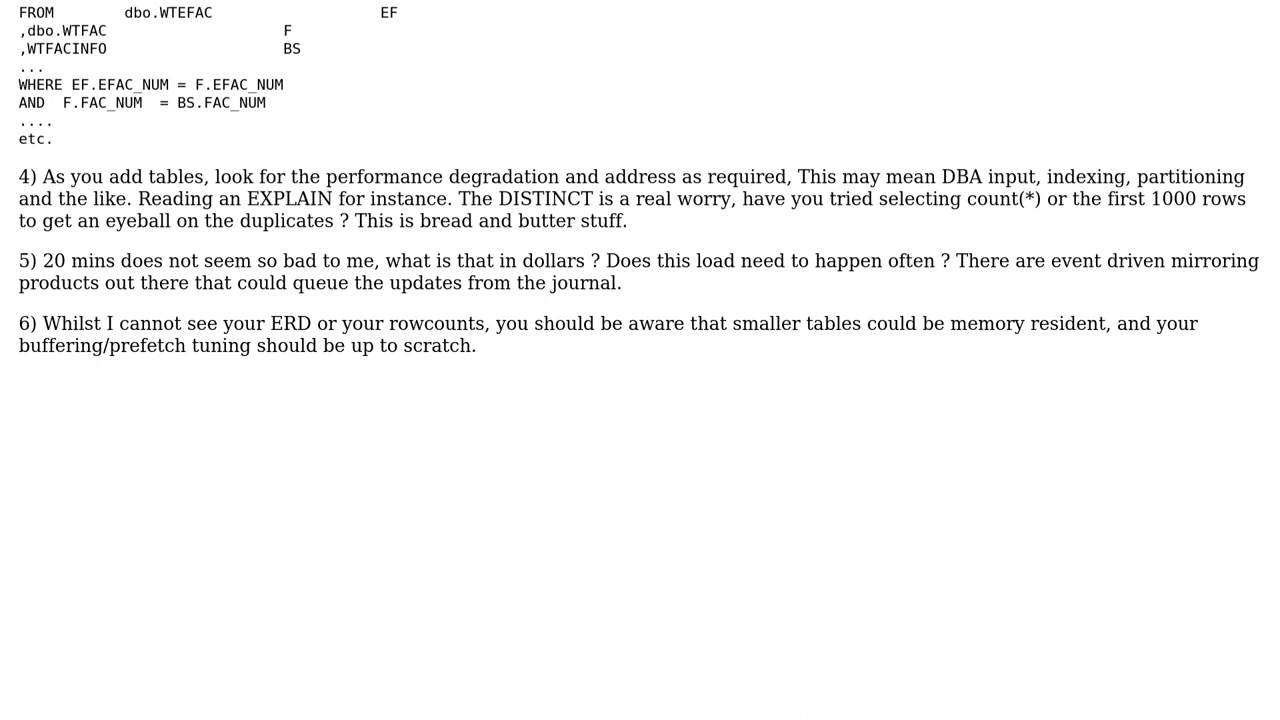 FROM        dbo.WTEFAC                   EF
,dbo.WTFAC                    F
,WTFACINFO                    BS
...
WHERE EF.EFAC_NUM = F.EFAC_NUM
AND  F.FAC_NUM  = BS.FAC_NUM
....
etc.
4) As you add tables, look for the performance degradation and address as required, This may mean DBA input, indexing, partitioning
and the like. Reading an EXPLAIN for instance. The DISTINCT is a real worry, have you tried selecting count(*) or the first 1000 rows
to get an eyeball on the duplicates ? This is bread and butter stuff.
5) 20 mins does not seem so bad to me, what is that in dollars ? Does this load need to happen often ? There are event driven mirroring
products out there that could queue the updates from the journal.
6) Whilst I cannot see your ERD or your rowcounts, you should be aware that smaller tables could be memory resident, and your
buffering/prefetch tuning should be up to scratch.